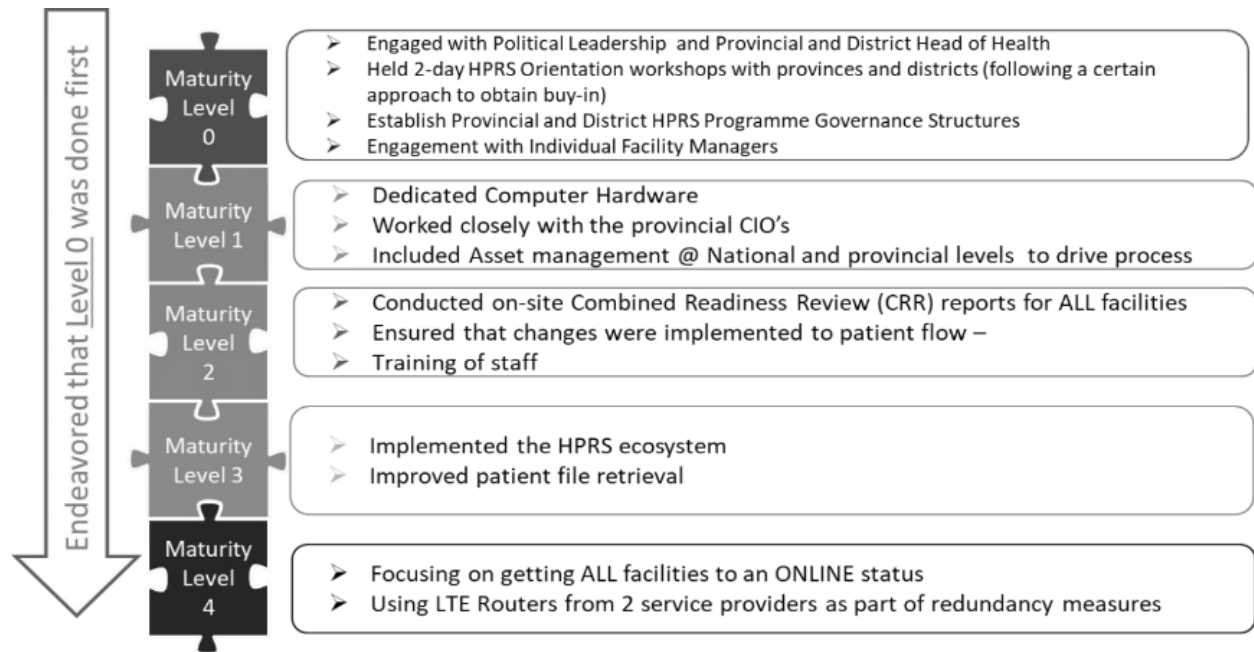 Endeavored that Level 0 was done first
Maturity
Level
0
➢ Engaged with Political Leadership and Provincial and District Head of Health
➢ Held 2-day HPRS Orientation workshops with provinces and districts (following a certain
approach to obtain buy-in)
➢ Establish Provincial and District HPRS Programme Governance Structures
➢ Engagement with Individual Facility Managers
Maturity
Level 1
➢ Dedicated Computer Hardware
➢ Worked closely with the provincial CIO's
➢ Included Asset management @ National and provincial levels to drive process
Maturity
Level
2
➢ Conducted on-site Combined Readiness Review (CRR) reports for ALL facilities
➢ Ensured that changes were implemented to patient flow –
➢ Training of staff
Maturity
Level 3
➢ Implemented the HPRS ecosystem
➢ Improved patient file retrieval
Maturity
Level
4
➢ Focusing on getting ALL facilities to an ONLINE status
➢ Using LTE Routers from 2 service providers as part of redundancy measures